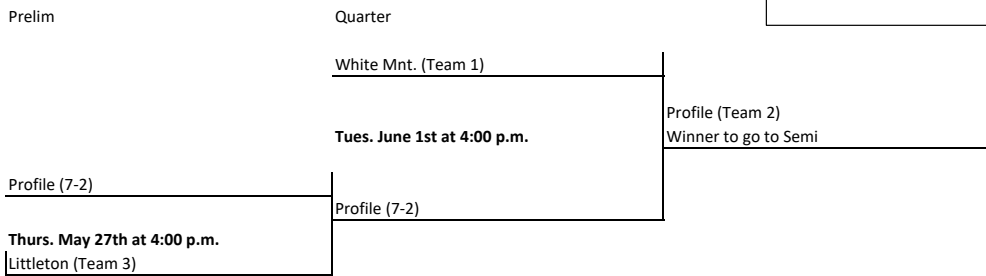 Prelim
Quarter
White Mnt. (Team 1)
Profile (Team 2)
Tues. June 1st at 4:00 p.m.
Winner to go to Semi
Profile (7-2)
Profile (7-2)
Thurs. May 27th at 4:00 p.m.
Littleton (Team 3)